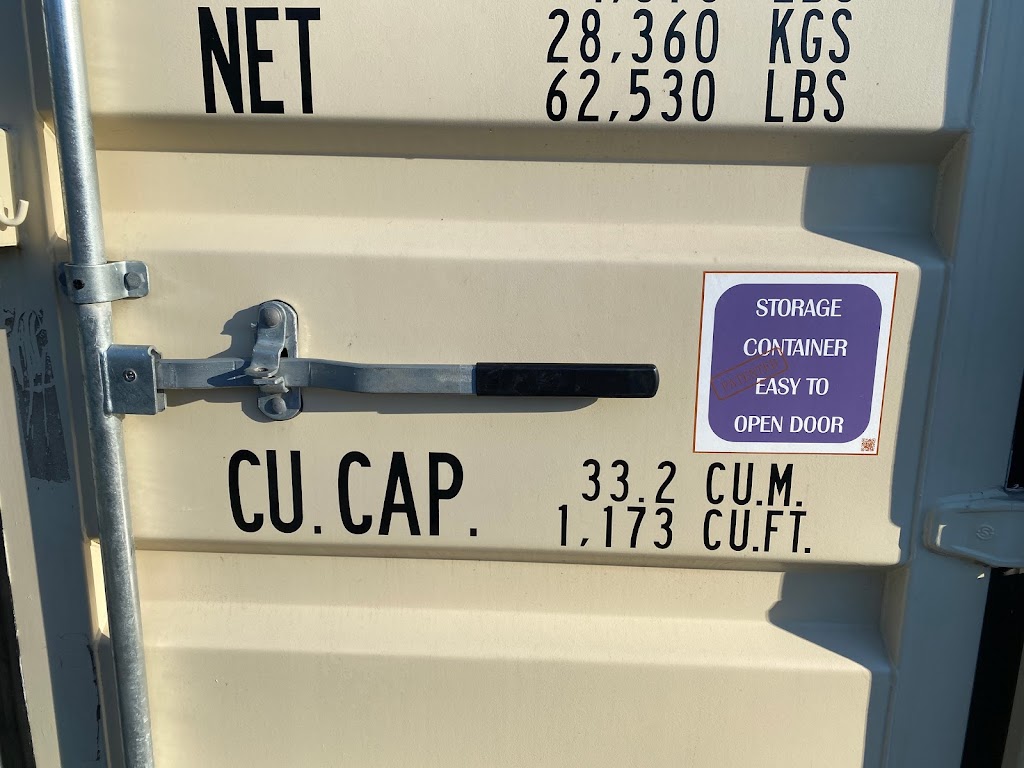 NET
28,360 KGS
62,530 LBS
STORAGE
CONTAINER
EASY TO
OPEN DOOR
CU. CAP.
33.2 CU.M.
1,173 CU.FT.